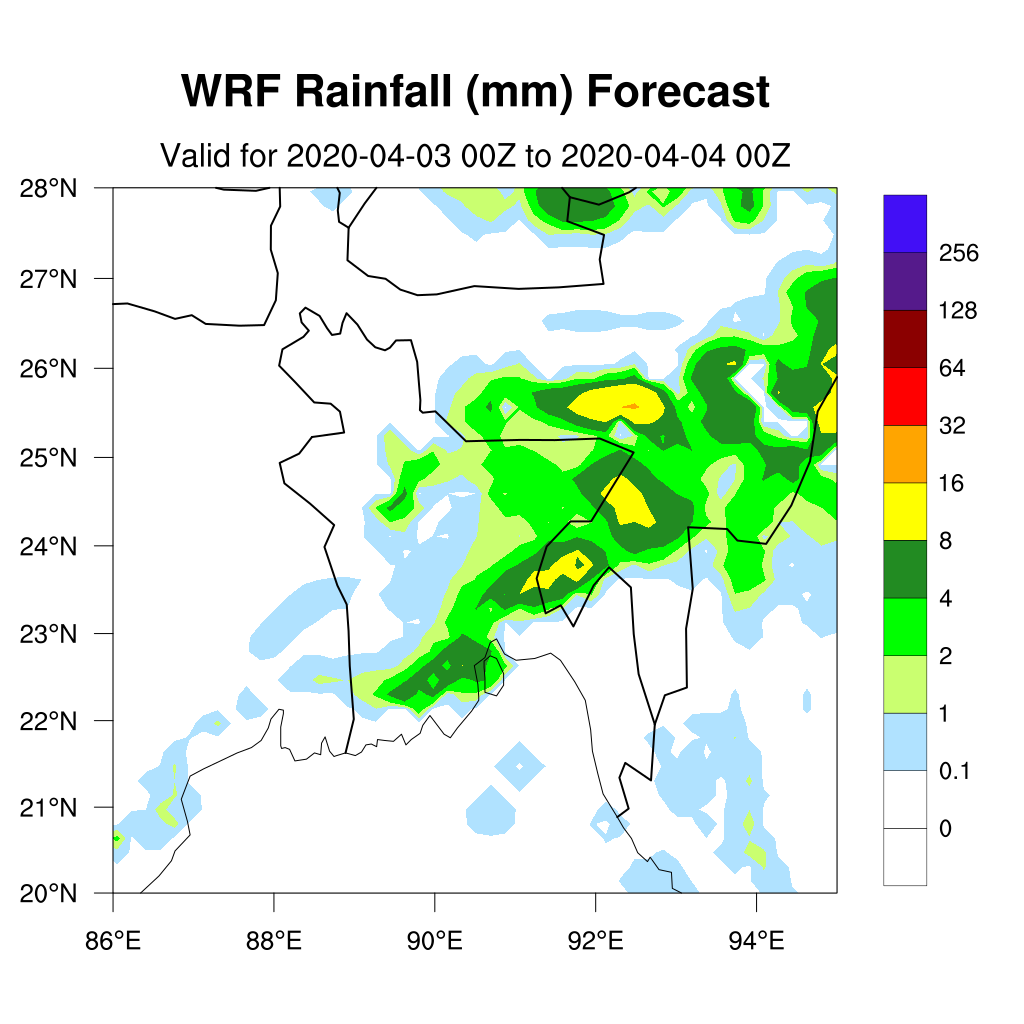 WRF Rainfall (mm) Forecast
Valid for 2020-04-03 00Z to 2020-04-04 00Z
28°N
27°N
26°N
25°N
24°N
23°N
22°N
21°N
20°N
86°E
88°E
90°E
92°E
94°E
256
128
64
32
16
8
4
2
1
0.1
0